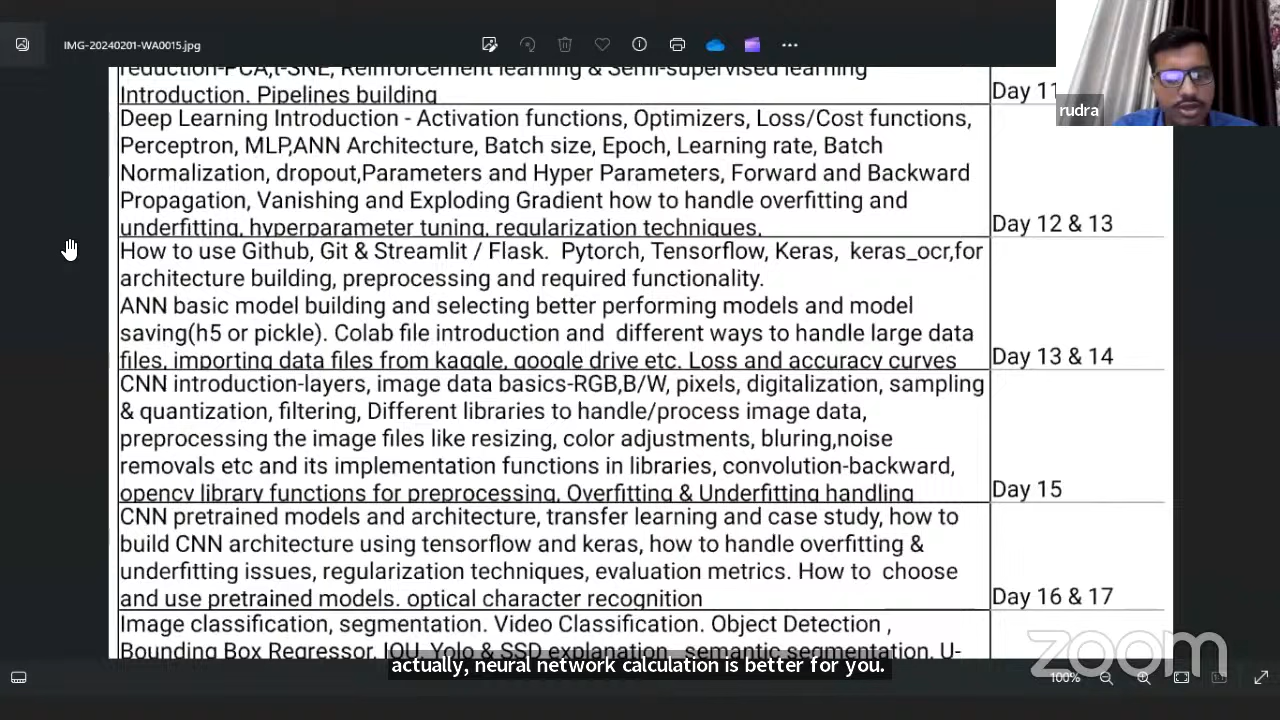 IMG-20240201-WA0015.jpg
rudra
reduction-PCA,t-SNE, Reinforcement learning & Semi-supervised learning
Introduction. Pipelines building
Day 11
Deep Learning Introduction - Activation functions, Optimizers, Loss/Cost functions,
Perceptron, MLP,ANN Architecture, Batch size, Epoch, Learning rate, Batch
Normalization, dropout,Parameters and Hyper Parameters, Forward and Backward
Propagation, Vanishing and Exploding Gradient how to handle overfitting and
underfitting, hyperparameter tuning, regularization techniques,
Day 12 & 13
How to use Github, Git & Streamlit / Flask. Pytorch, Tensorflow, Keras, keras_ocr,for
architecture building, preprocessing and required functionality.
ANN basic model building and selecting better performing models and model
saving(h5 or pickle). Colab file introduction and different ways to handle large data
files, importing data files from kaggle, google drive etc. Loss and accuracy curves
Day 13 & 14
CNN introduction-layers, image data basics-RGB,B/W, pixels, digitalization, sampling
& quantization, filtering, Different libraries to handle/process image data,
preprocessing the image files like resizing, color adjustments, bluring,noise
removals etc and its implementation functions in libraries, convolution-backward,
opencv library functions for preprocessing, Overfitting & Underfitting handling
Day 15
CNN pretrained models and architecture, transfer learning and case study, how to
build CNN architecture using tensorflow and keras, how to handle overfitting &
underfitting issues, regularization techniques, evaluation metrics. How to choose
and use pretrained models. optical character recognition
Day 16 & 17
Image classification, segmentation. Video Classification. Object Detection ,
Bounding Box Regressor, IOU, Yolo & SSD explanation, semantic segmentation, U-
actually, neural network calculation is better for you.
zoom
100%